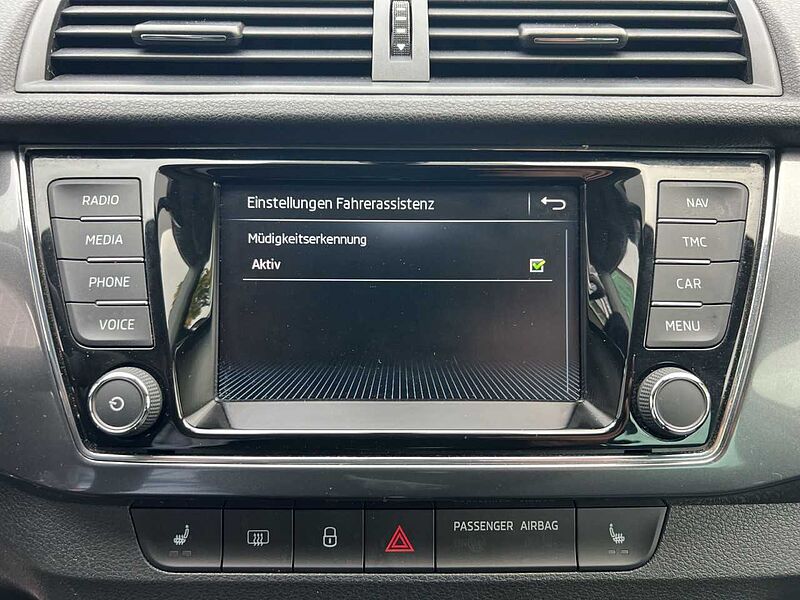 RADIO
MEDIA
PHONE
VOICE
Einstellungen Fahrerassistenz
Müdigkeitserkennung
Aktiv
NAV
TMC
CAR
MENU
PASSENGER AIRBAG